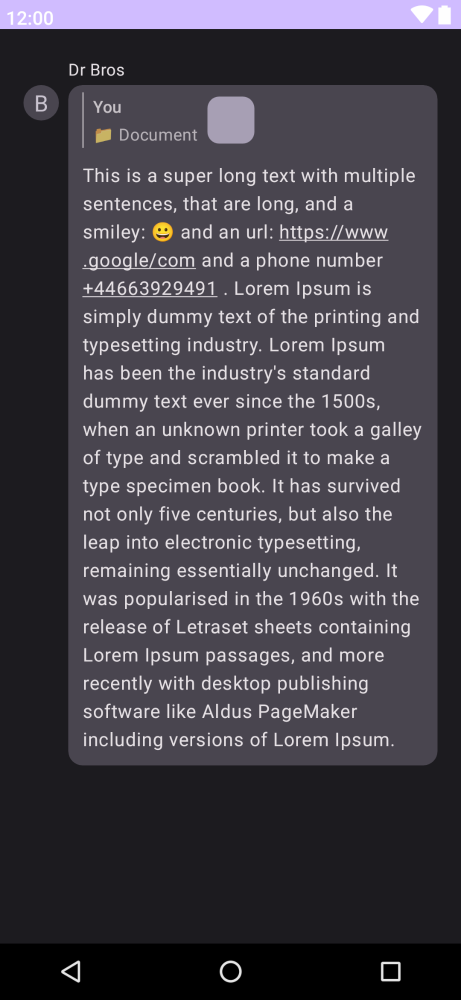 12:00
Dr Bros
B
You
📁 Document
This is a super long text with multiple
sentences, that are long, and a
smiley: 😀 and an url: https://www
.google/com and a phone number
+44663929491 . Lorem Ipsum is
simply dummy text of the printing and
typesetting industry. Lorem Ipsum
has been the industry's standard
dummy text ever since the 1500s,
when an unknown printer took a galley
of type and scrambled it to make a
type specimen book. It has survived
not only five centuries, but also the
leap into electronic typesetting,
remaining essentially unchanged. It
was popularised in the 1960s with the
release of Letraset sheets containing
Lorem Ipsum passages, and more
recently with desktop publishing
software like Aldus PageMaker
including versions of Lorem Ipsum.